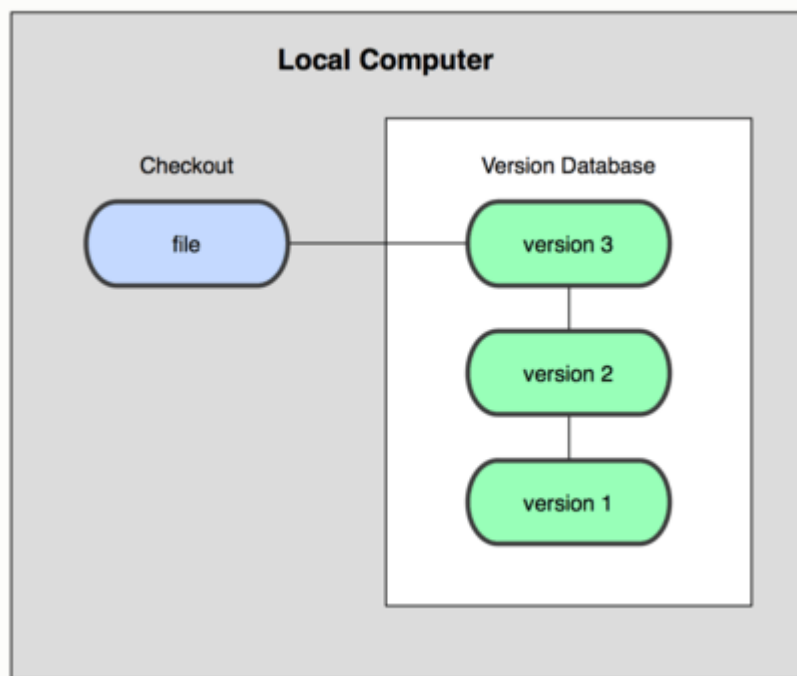 Local Computer
Checkout
Version Database
file
version 3
version 2
version 1